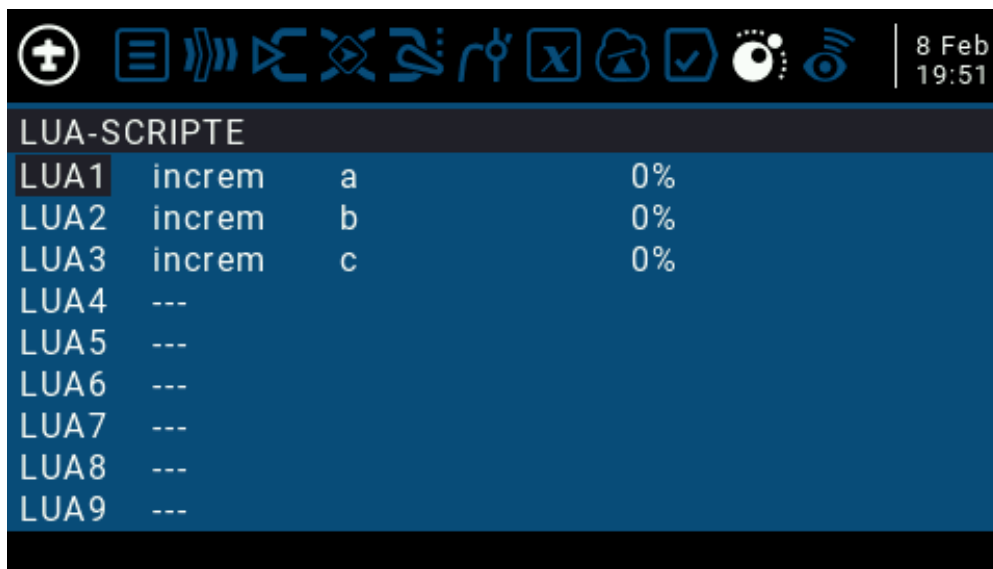 8 Feb
19:51
LUA-SCRIPTE
LUA1 increm a 0%
LUA2 increm b 0%
LUA3 increm c 0%
LUA4 ---
LUA5 ---
LUA6 ---
LUA7 ---
LUA8 ---
LUA9 ---